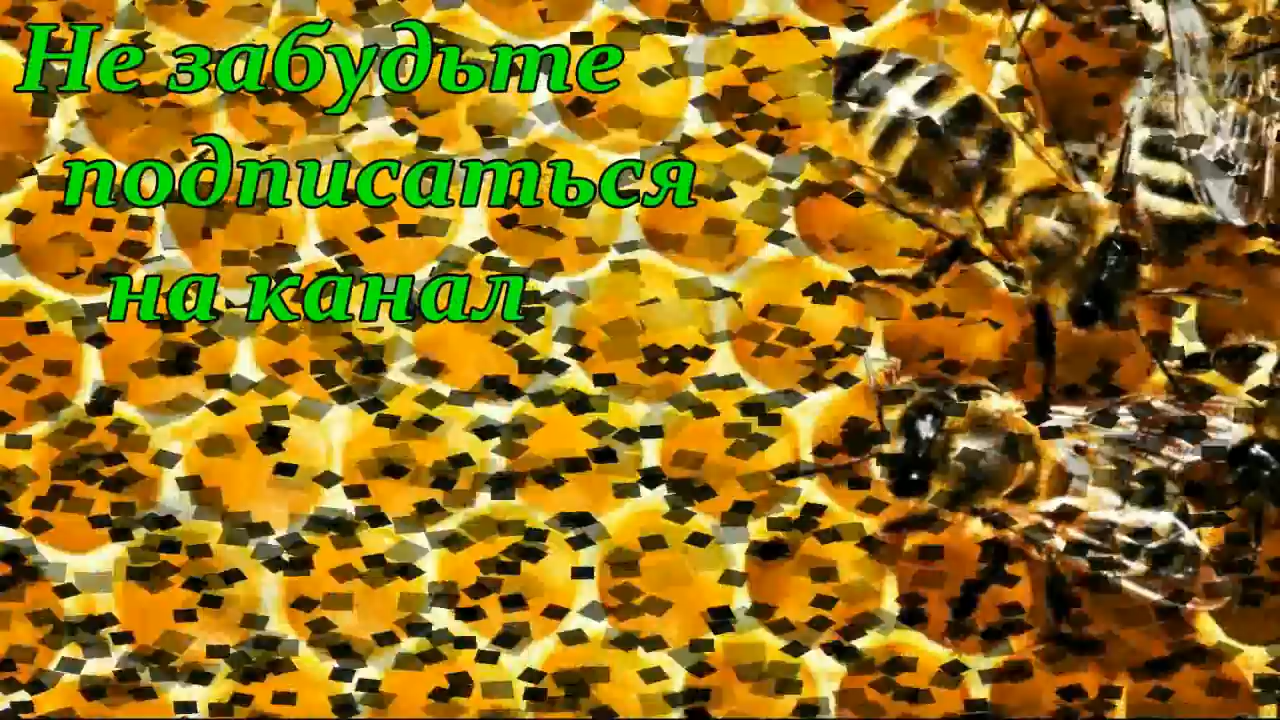 Не забудьте
подписаться
на канал